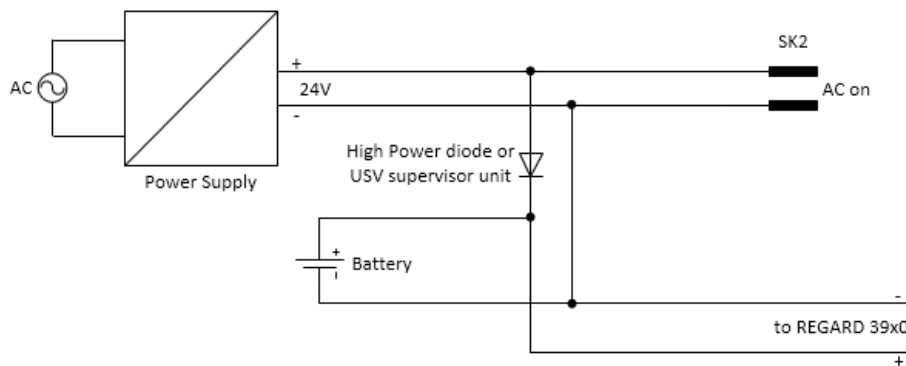 SK2
+
AC
24V
AC on
-
High Power diode or
USV supervisor unit
Power Supply
+
Battery
-
to REGARD 39x0
+